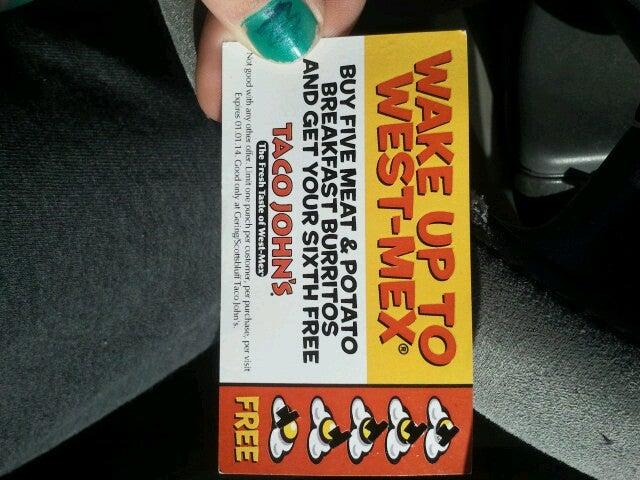 WAKE UP TO
WEST-MEX®
BUY FIVE MEAT & POTATO
BREAKFAST BURRITOS
AND GET YOUR SIXTH FREE
TACO JOHN'S®
The Fresh Taste of West-Mex®
Not good with any other offer. Limit one punch per customer, per purchase, per visit
Expires 01.01.14. Good only at Gering/Scottsbluff Taco John's.
FREE